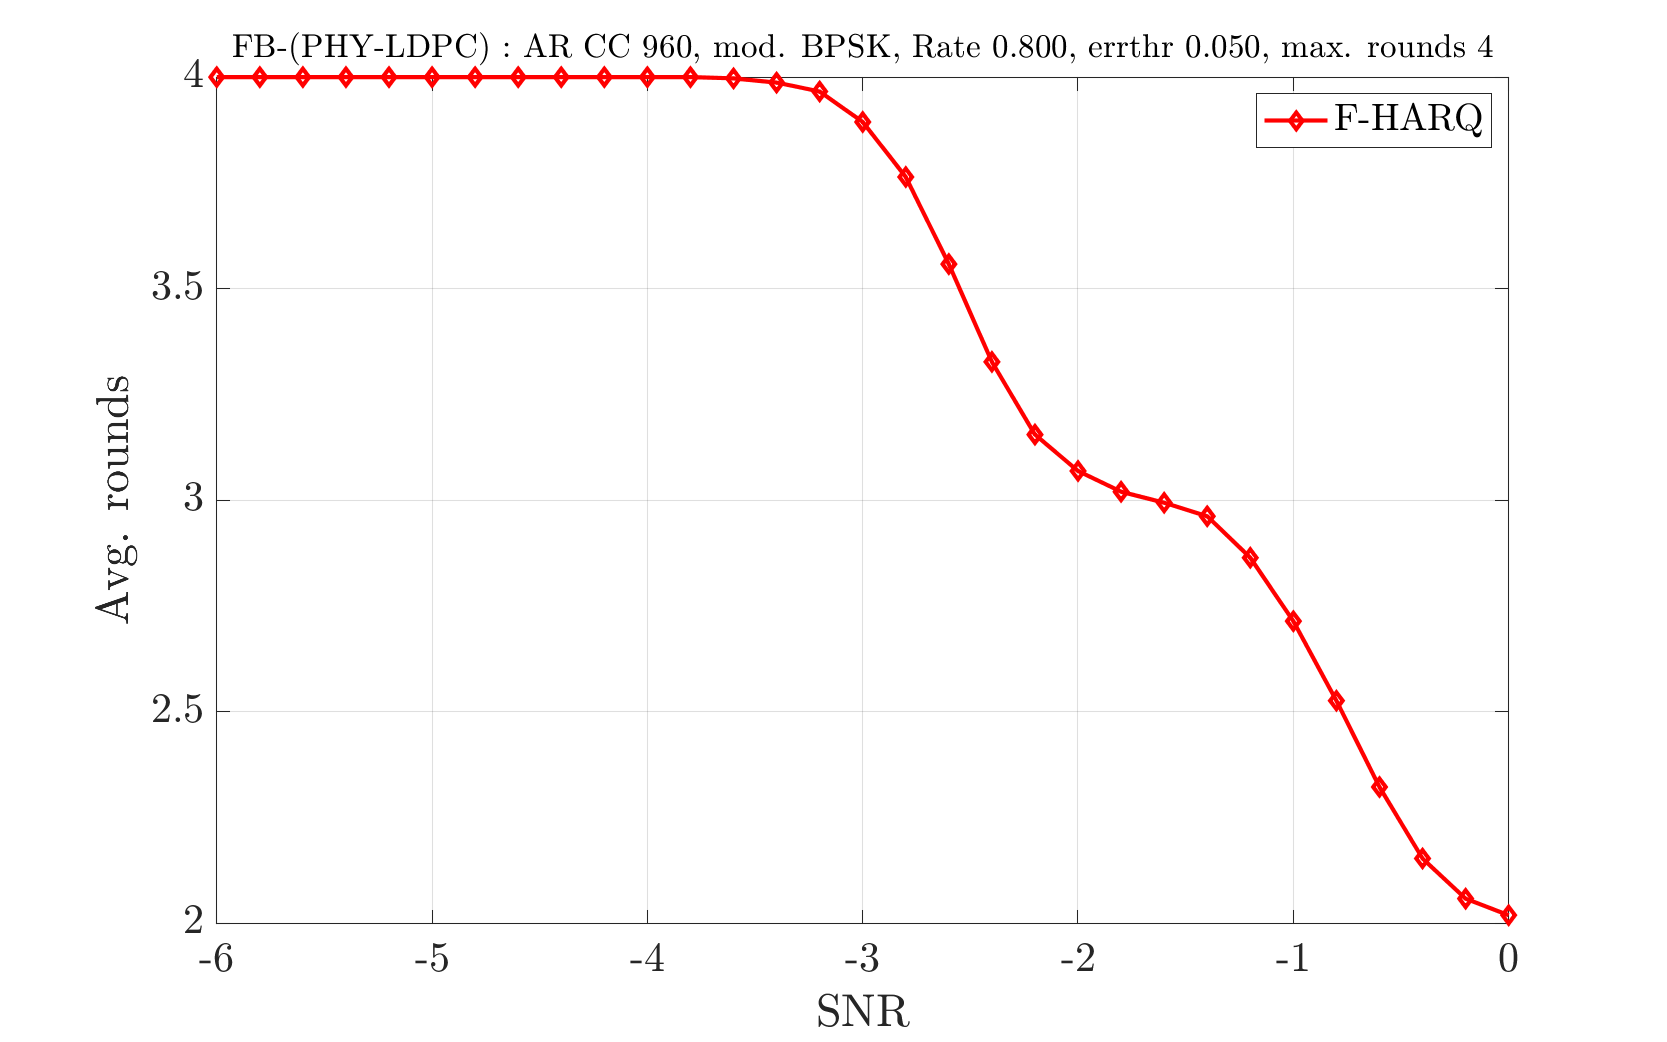 FB-(PHY-LDPC) : AR CC 960, mod. BPSK, Rate 0.800, errthr 0.050, max. rounds 4
F-HARQ
4
3.5
3
2.5
2
Avg. rounds
-6 -5 -4 -3 -2 -1 0
SNR